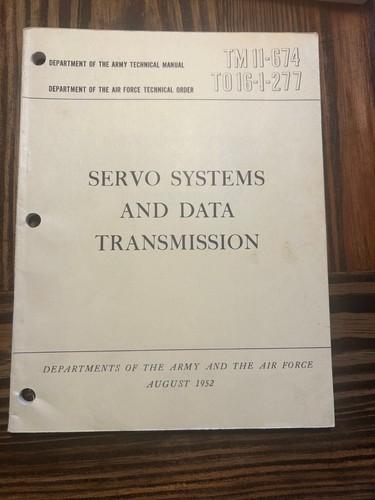 DEPARTMENT OF THE ARMY TECHNICAL MANUAL
TM 11-674
DEPARTMENT OF THE AIR FORCE TECHNICAL ORDER
TO 16-1-277
SERVO SYSTEMS
AND DATA
TRANSMISSION
DEPARTMENTS OF THE ARMY AND THE AIR FORCE
AUGUST 1952